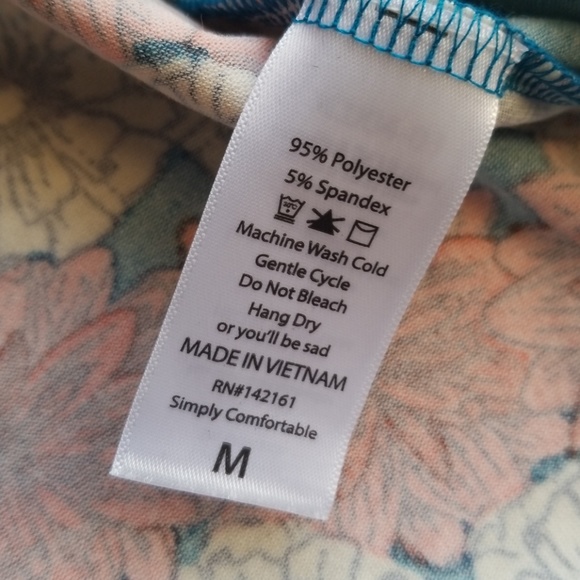 95% Polyester
5% Spandex
30°C
Machine Wash Cold
Gentle Cycle
Do Not Bleach
Hang Dry
or you'll be sad
MADE IN VIETNAM
RN#142161
Simply Comfortable
M